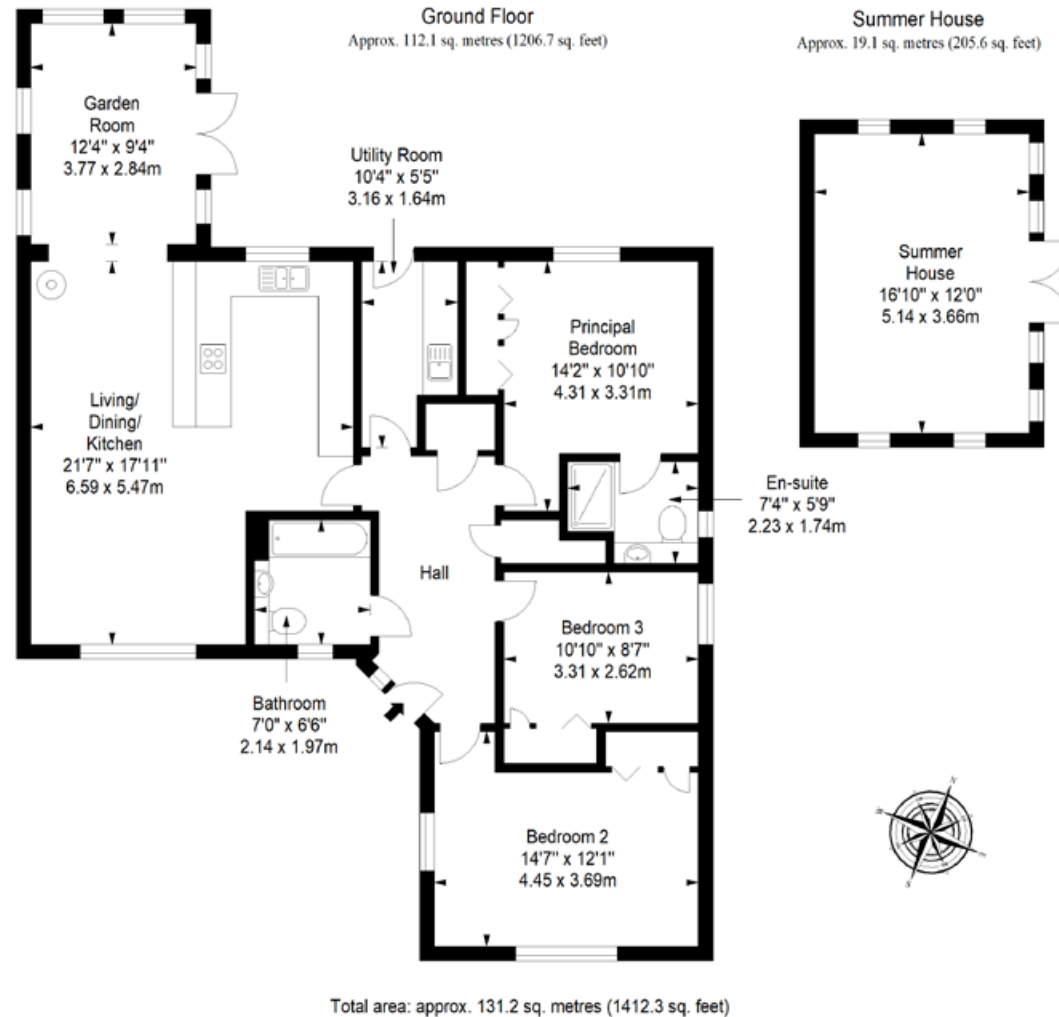 Ground Floor
Approx. 112.1 sq. metres (1206.7 sq. feet)
Summer House
Approx. 19.1 sq. metres (205.6 sq. feet)
Garden
Room
12'4" x 9'4"
3.77 x 2.84m
Utility Room
10'4" x 5'5"
3.16 x 1.64m
Summer
House
16'10" x 12'0"
5.14 x 3.66m
Principal
Bedroom
14'2" x 10'10"
4.31 x 3.31m
Living/
Dining/
Kitchen
21'7" x 17'11"
6.59 x 5.47m
En-suite
7'4" x 5'9"
2.23 x 1.74m
Hall
Bedroom 3
10'10" x 8'7"
3.31 x 2.62m
Bathroom
7'0" x 6'6"
2.14 x 1.97m
Bedroom 2
14'7" x 12'1"
4.45 x 3.69m
N
S
Total area: approx. 131.2 sq. metres (1412.3 sq. feet)